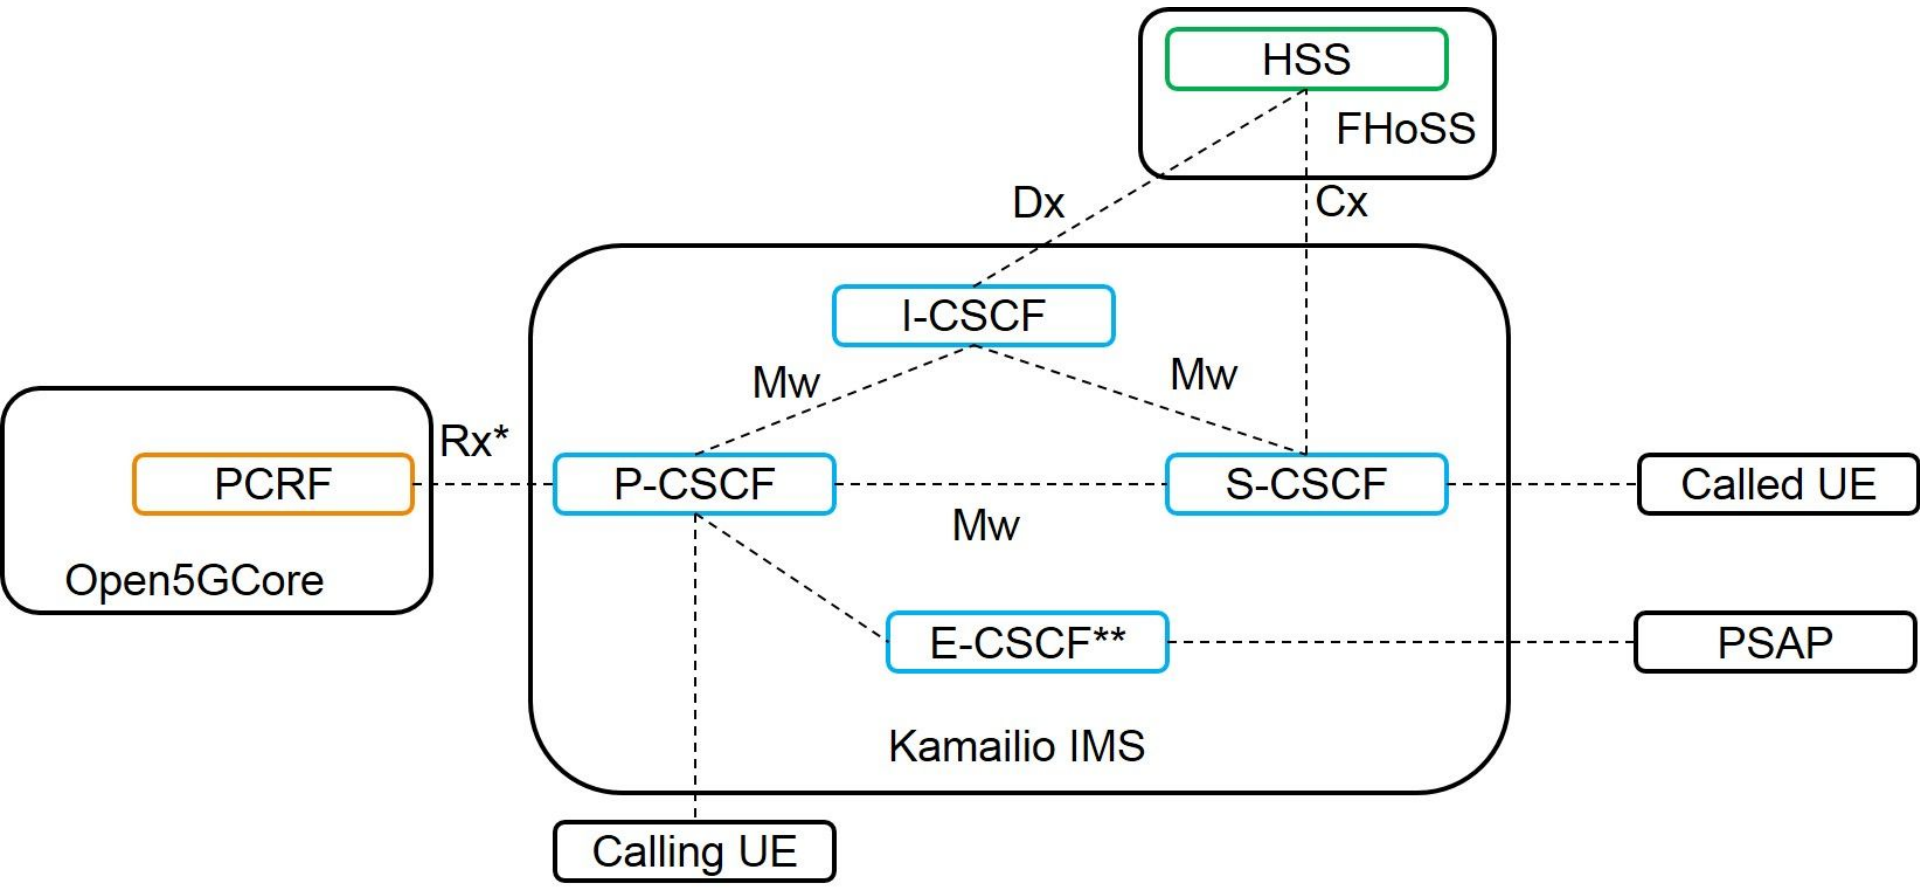 HSS
FHoSS
Dx
Cx
I-CSCF
Mw
Mw
Rx*
PCRF
P-CSCF
S-CSCF
Called UE
Mw
Open5GCore
E-CSCF**
PSAP
Kamailio IMS
Calling UE